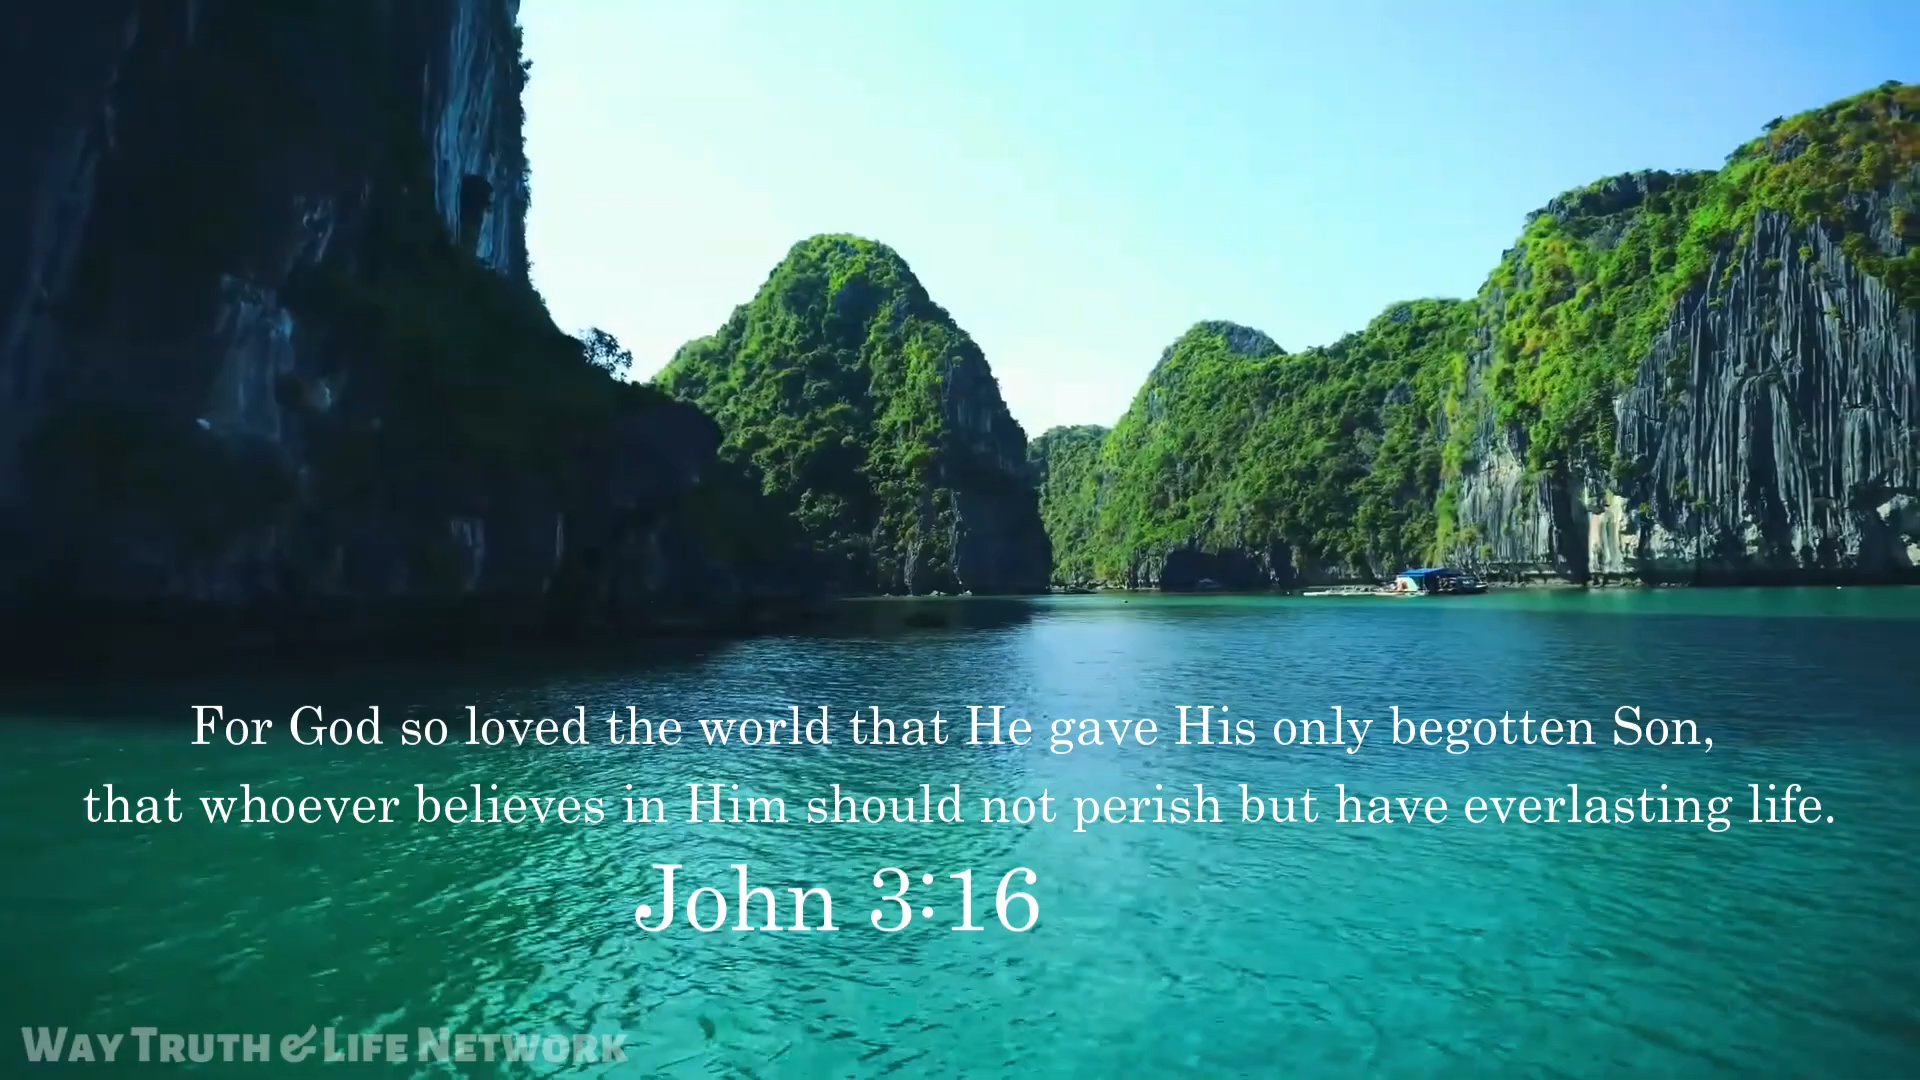 For God so loved the world that He gave His only begotten Son,
that whoever believes in Him should not perish but have everlasting life.
John 3:16
WAY TRUTH & LIFE NETWORK